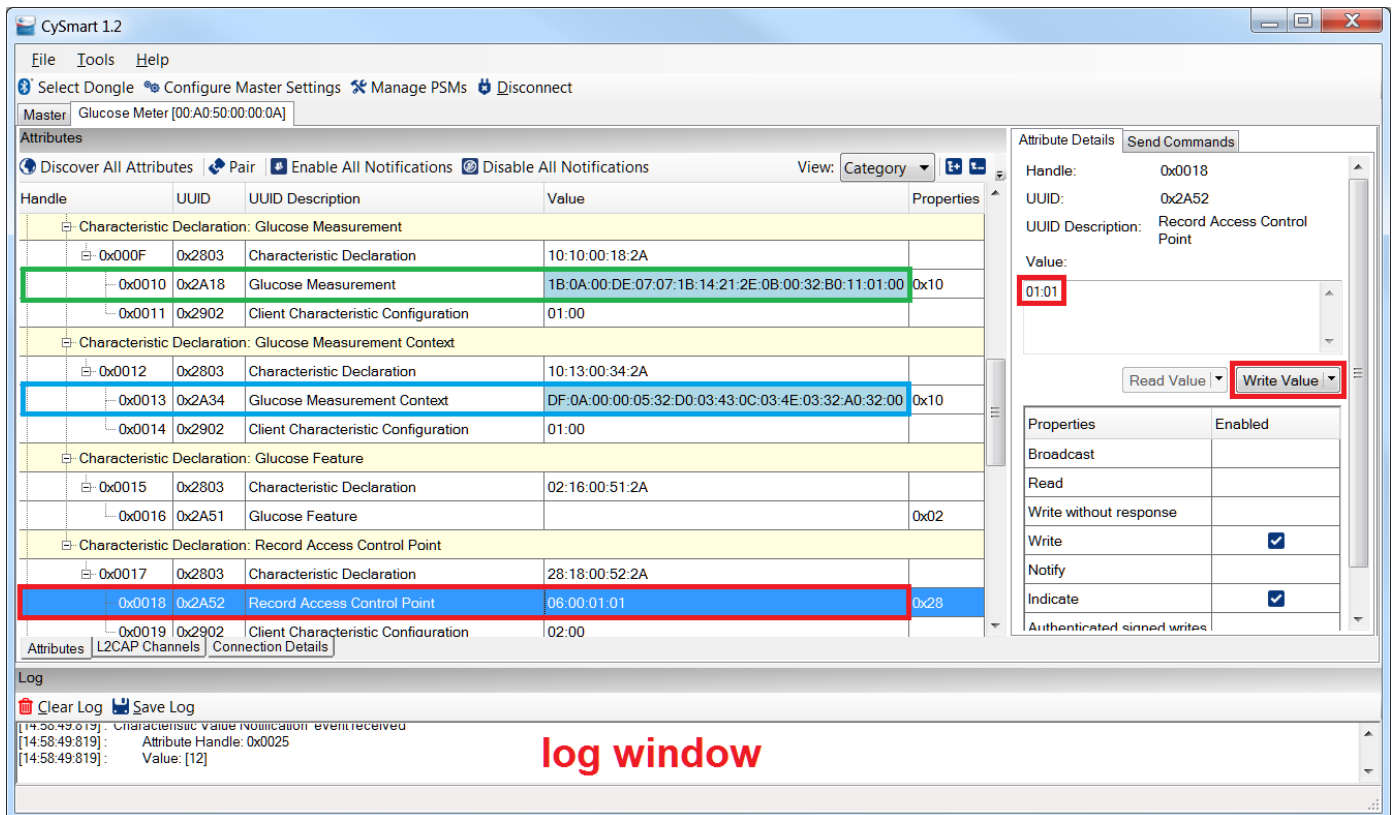 CySmart 1.2
File Tools Help
Select Dongle Configure Master Settings Manage PSMs Disconnect
Master Glucose Meter [00:A0:50:00:00:0A]
Attributes
Discover All Attributes Pair Enable All Notifications Disable All Notifications View: Category
Handle UUID UUID Description Value Properties
Characteristic Declaration: Glucose Measurement
0x000F 0x2803 Characteristic Declaration 10:10:00:18:2A
0x0010 0x2A18 Glucose Measurement 1B:0A:00:DE:07:07:1B:14:21:2E:0B:00:32:B0:11:01:00 0x10
0x0011 0x2902 Client Characteristic Configuration 01:00
Characteristic Declaration: Glucose Measurement Context
0x0012 0x2803 Characteristic Declaration 10:13:00:34:2A
0x0013 0x2A34 Glucose Measurement Context DF:0A:00:00:05:32:D0:03:43:0C:03:4E:03:32:A0:32:00 0x10
0x0014 0x2902 Client Characteristic Configuration 01:00
Characteristic Declaration: Glucose Feature
0x0015 0x2803 Characteristic Declaration 02:16:00:51:2A
0x0016 0x2A51 Glucose Feature 0x02
Characteristic Declaration: Record Access Control Point
0x0017 0x2803 Characteristic Declaration 28:18:00:52:2A
0x0018 0x2A52 Record Access Control Point 06:00:01:01 0x28
0x0019 0x2902 Client Characteristic Configuration 02:00
Attributes L2CAP Channels Connection Details
Attribute Details Send Commands
Handle: 0x0018
UUID: 0x2A52
UUID Description: Record Access Control
Point
Value:
01:01
Read Value Write Value
Properties Enabled
Broadcast
Read
Write without response
Write
Notify
Indicate
Authenticated signed writes
Log
Clear Log Save Log
[14:58:49:819] : Characteristic Value Notification event received
[14:58:49:819] : Attribute Handle: 0x0025
[14:58:49:819] : Value: [12]
log window